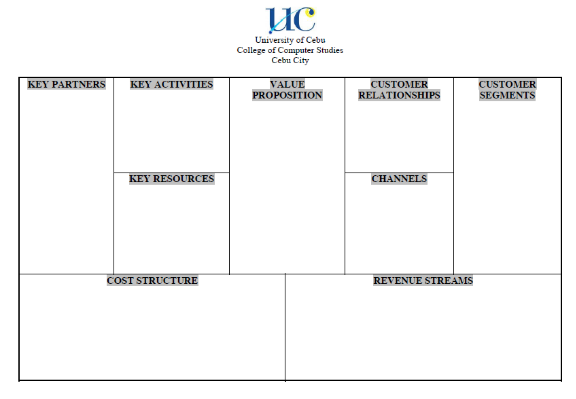 UC
University of Cebu
College of Computer Studies
Cebu City
KEY PARTNERS
KEY ACTIVITIES
VALUE
PROPOSITION
CUSTOMER
RELATIONSHIPS
CUSTOMER
SEGMENTS
KEY RESOURCES
CHANNELS
COST STRUCTURE
REVENUE STREAMS